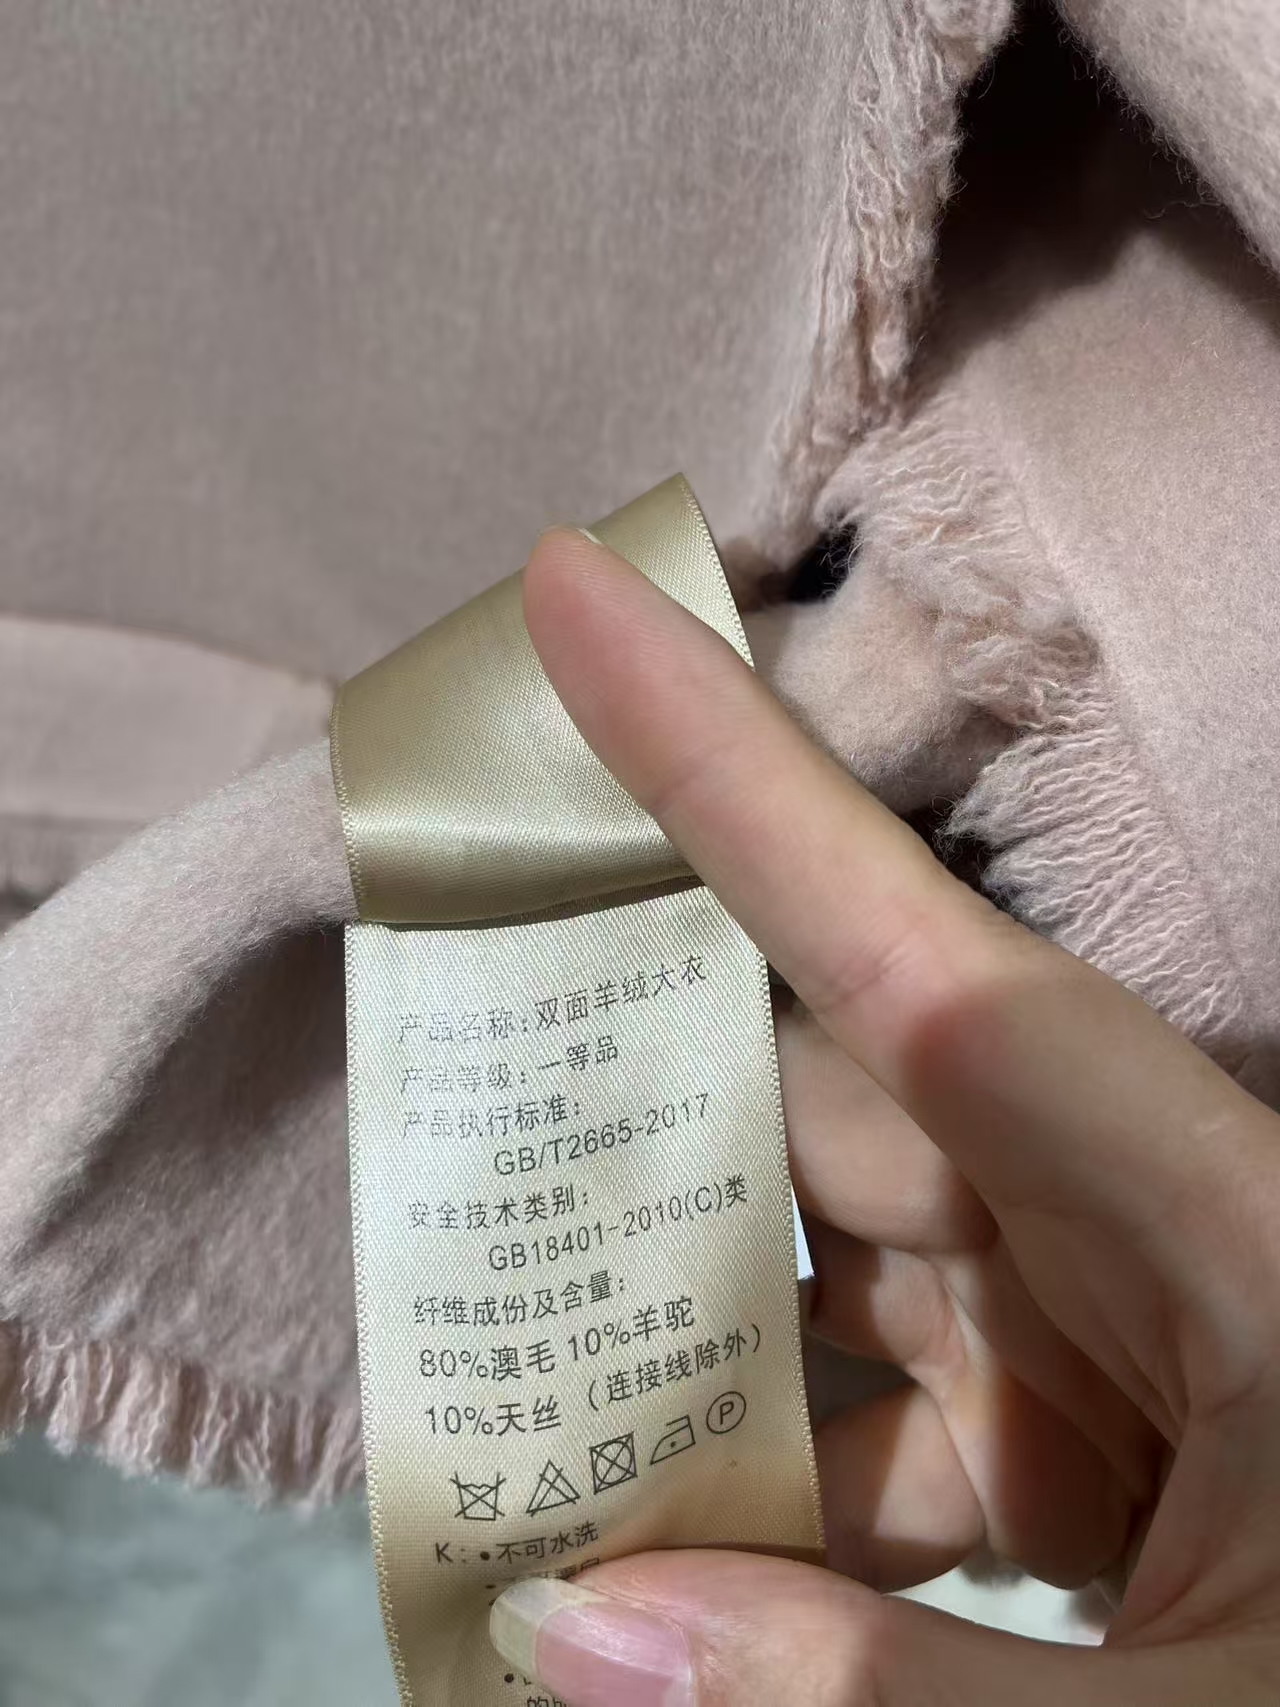 产品名称:双面羊绒大衣
产品等级:一等品
产品执行标准:
GB/T2665-2017
安全技术类别:
GB18401-2010(C)类
纤维成份及含量:
80%澳毛 10%羊驼
10%天丝（连接线除外）
P
K:•不可水洗